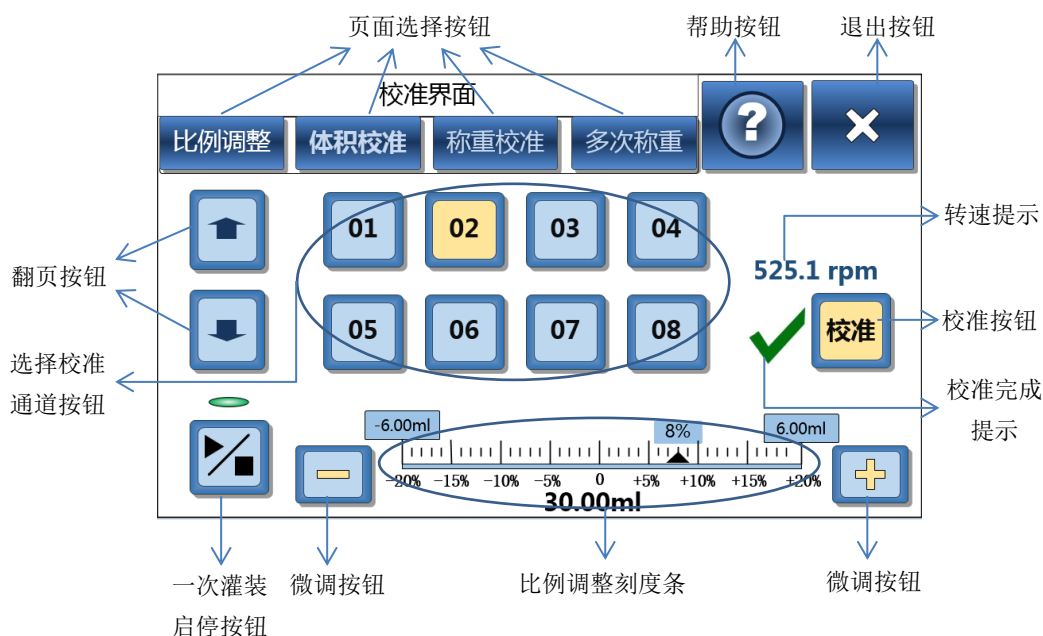 页面选择按钮
帮助按钮
退出按钮
校准界面
比例调整
体积校准
称重校准
多次称重
?
×
01
02
03
04
转速提示
翻页按钮
525.1 rpm
05
06
07
08
校准
校准按钮
选择校准
通道按钮
校准完成
提示
-6.00ml
8%
6.00ml
-20%
-15%
-10%
-5%
0
+5%
+10%
+15%
+20%
30.00ml
一次灌装
启停按钮
微调按钮
比例调整刻度条
微调按钮